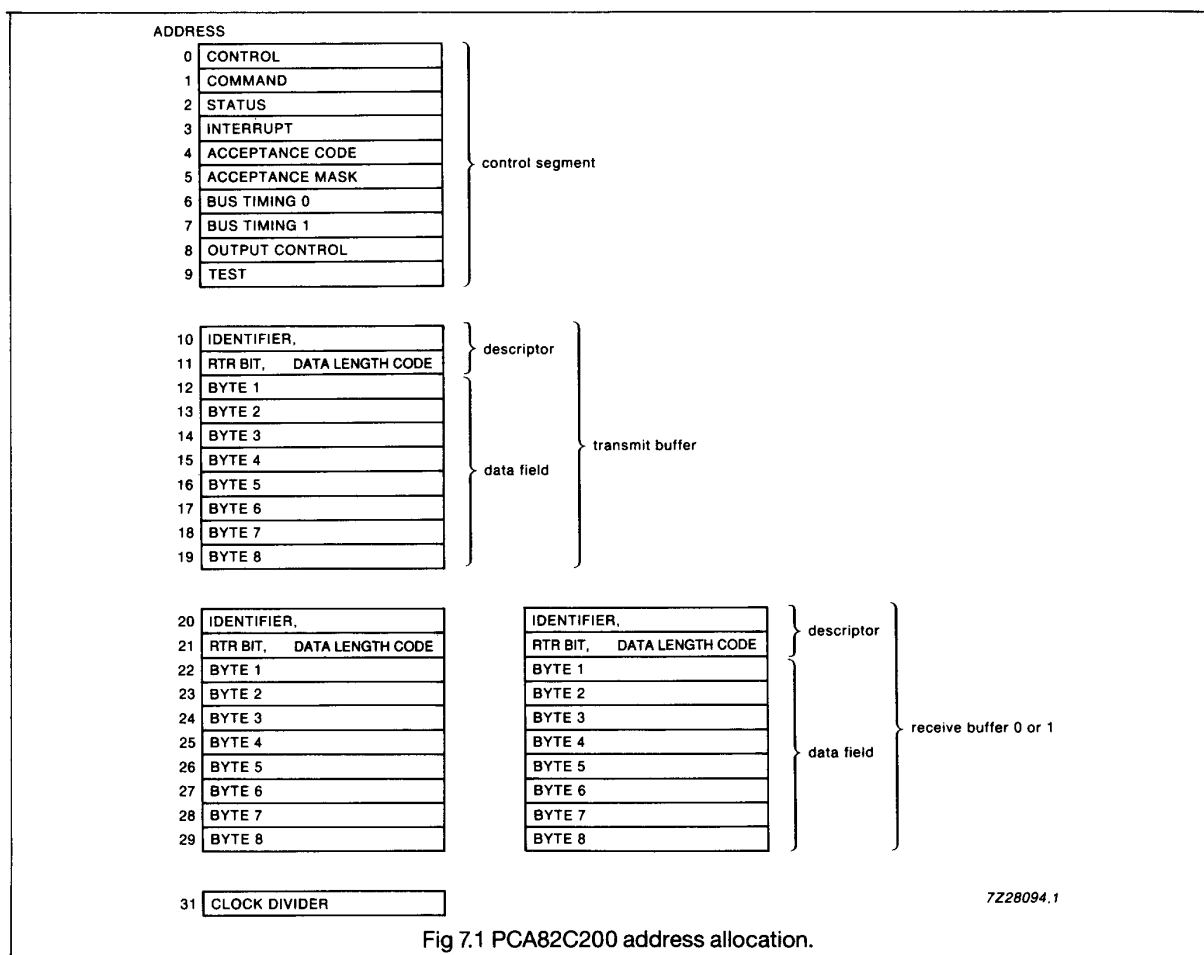 ADDRESS
0 CONTROL
1 COMMAND
2 STATUS
3 INTERRUPT
4 ACCEPTANCE CODE
5 ACCEPTANCE MASK
6 BUS TIMING 0
7 BUS TIMING 1
8 OUTPUT CONTROL
9 TEST
control segment
10 IDENTIFIER,
11 RTR BIT, DATA LENGTH CODE
12 BYTE 1
13 BYTE 2
14 BYTE 3
15 BYTE 4
16 BYTE 5
17 BYTE 6
18 BYTE 7
19 BYTE 8
descriptor
data field
transmit buffer
20 IDENTIFIER,
21 RTR BIT, DATA LENGTH CODE
22 BYTE 1
23 BYTE 2
24 BYTE 3
25 BYTE 4
26 BYTE 5
27 BYTE 6
28 BYTE 7
29 BYTE 8
IDENTIFIER,
RTR BIT, DATA LENGTH CODE
BYTE 1
BYTE 2
BYTE 3
BYTE 4
BYTE 5
BYTE 6
BYTE 7
BYTE 8
descriptor
data field
receive buffer 0 or 1
31 CLOCK DIVIDER
7Z28094.1
Fig 7.1 PCA82C200 address allocation.